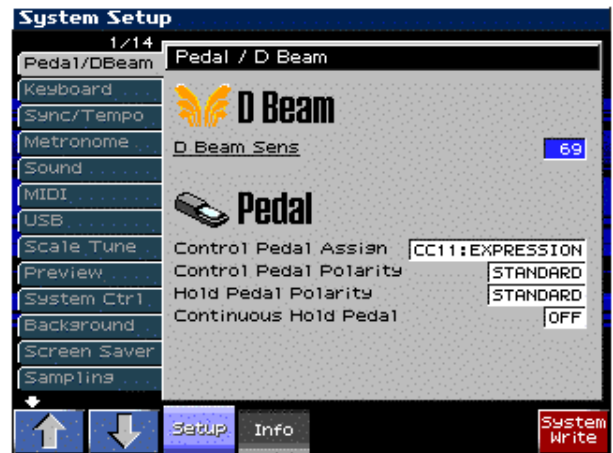 System Setup
1/14
Pedal/DBeam
Keyboard
Sync/Tempo
Metronome
Sound
MIDI
USB
Scale Tune
Preview
System Ctrl
Background
Screen Saver
Sampling
Pedal / D Beam
D Beam
D Beam Sens 69
Pedal
Control Pedal Assign CC11:EXPRESSION
Control Pedal Polarity STANDARD
Hold Pedal Polarity STANDARD
Continuous Hold Pedal OFF
Setup Info
System
Write